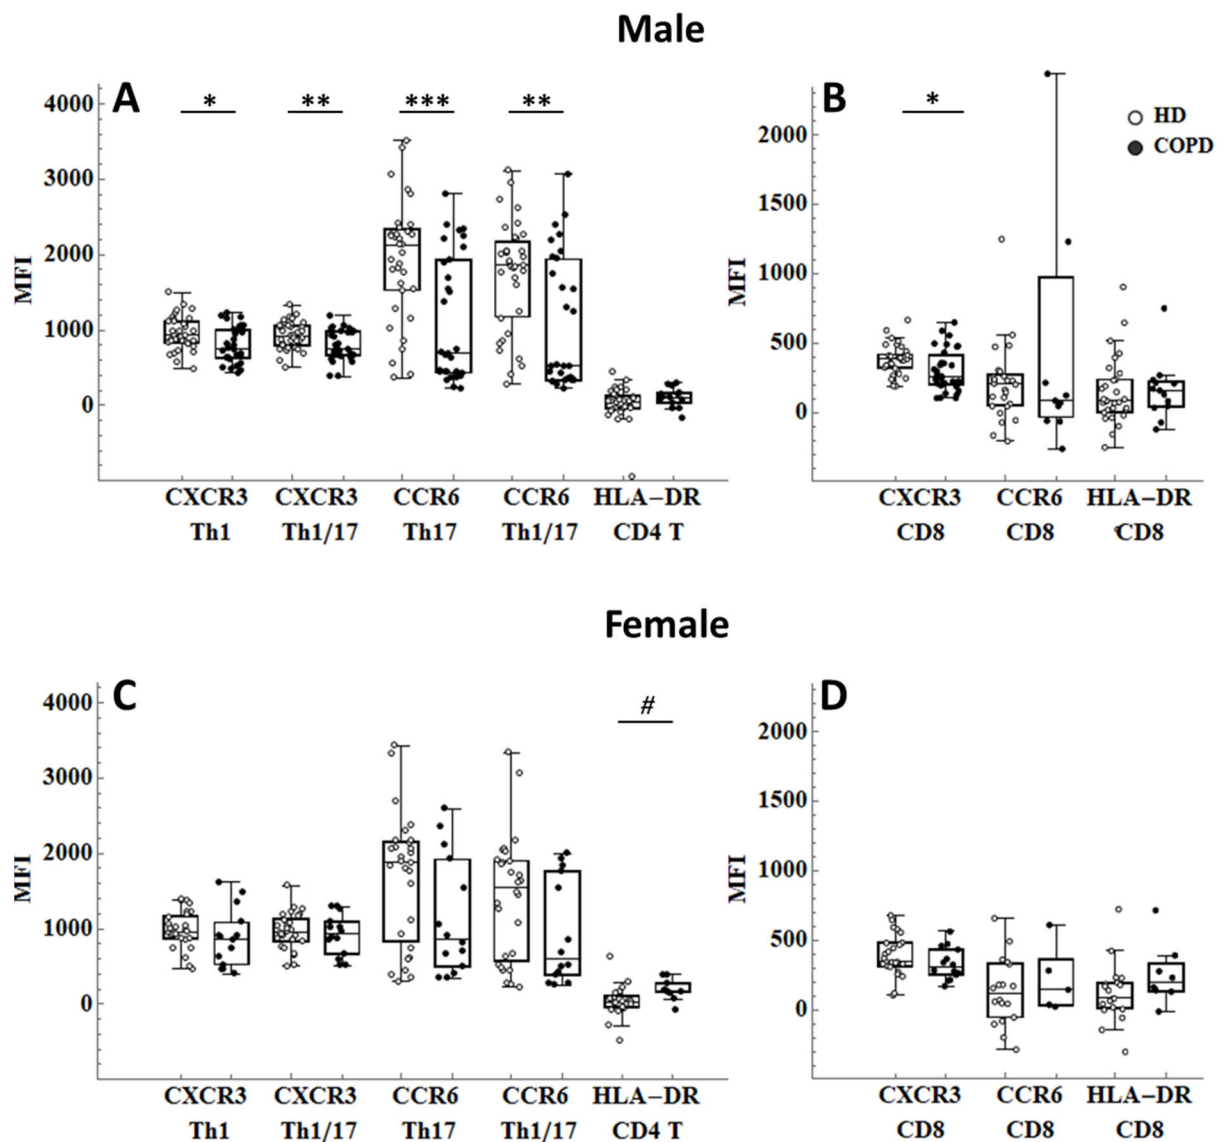 Male
A
* ** *** **
MFI
4000
3000
2000
1000
0
CXCR3 CXCR3 CCR6 CCR6 HLA−DR
Th1 Th1/17 Th17 Th1/17 CD4 T
B
*
HD
COPD
MFI
2000
1500
1000
500
0
CXCR3 CCR6 HLA−DR
CD8 CD8 CD8
Female
C
#
MFI
4000
3000
2000
1000
0
CXCR3 CXCR3 CCR6 CCR6 HLA−DR
Th1 Th1/17 Th17 Th1/17 CD4 T
D
MFI
2000
1500
1000
500
0
CXCR3 CCR6 HLA−DR
CD8 CD8 CD8